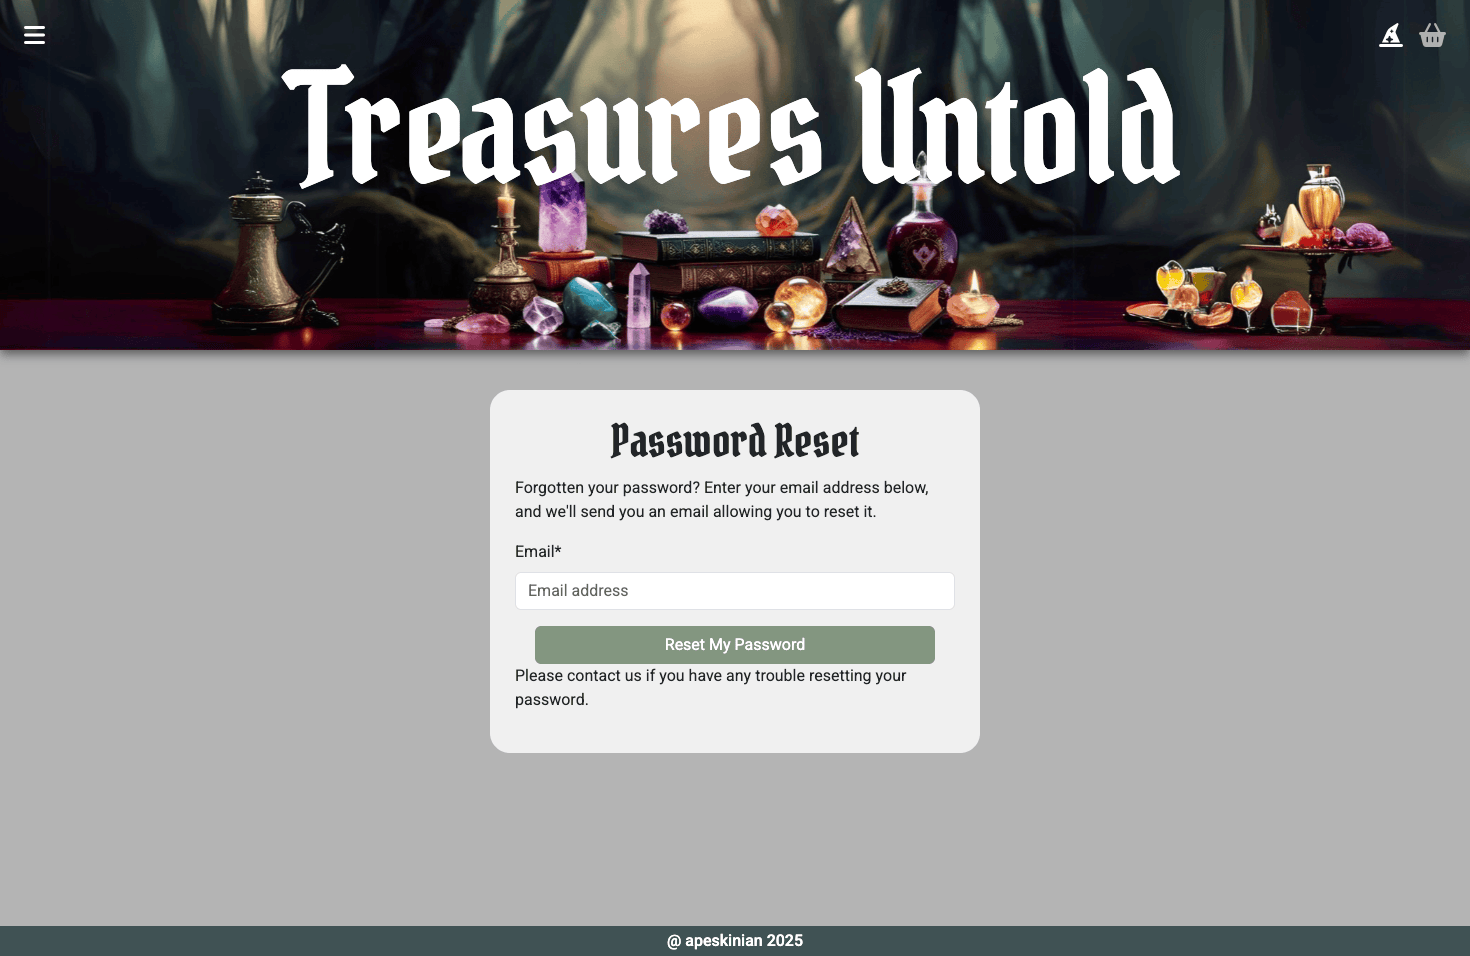 Treasures Untold
Password Reset
Forgotten your password? Enter your email address below,
and we'll send you an email allowing you to reset it.
Email*
Email address
Reset My Password
Please contact us if you have any trouble resetting your
password.
@ apeskinian 2025